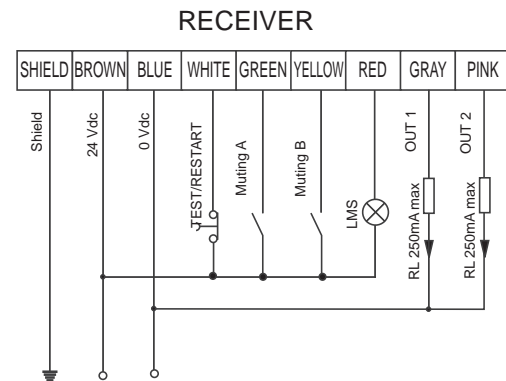 RECEIVER
SHIELD BROWN BLUE WHITE GREEN YELLOW RED GRAY PINK
Shield
24 Vdc
0 Vdc
TEST/RESTART
Muting A
Muting B
LMS
OUT 1
RL 250mA max
OUT 2
RL 250mA max